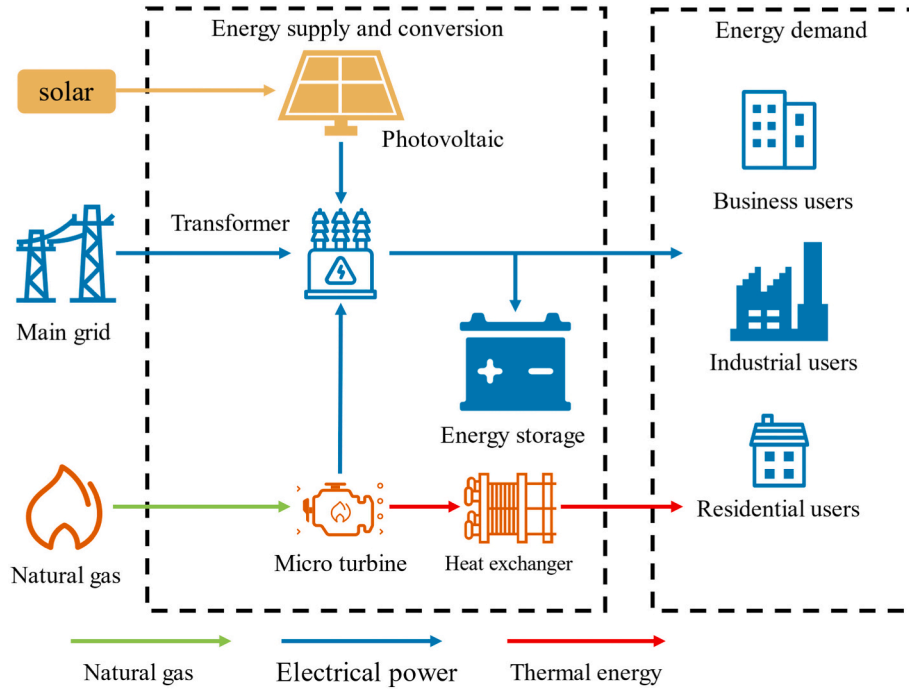 Energy supply and conversion
Energy demand
solar
Photovoltaic
Transformer
Business users
Main grid
Industrial users
Energy storage
Residential users
Natural gas
Micro turbine
Heat exchanger
Natural gas
Electrical power
Thermal energy